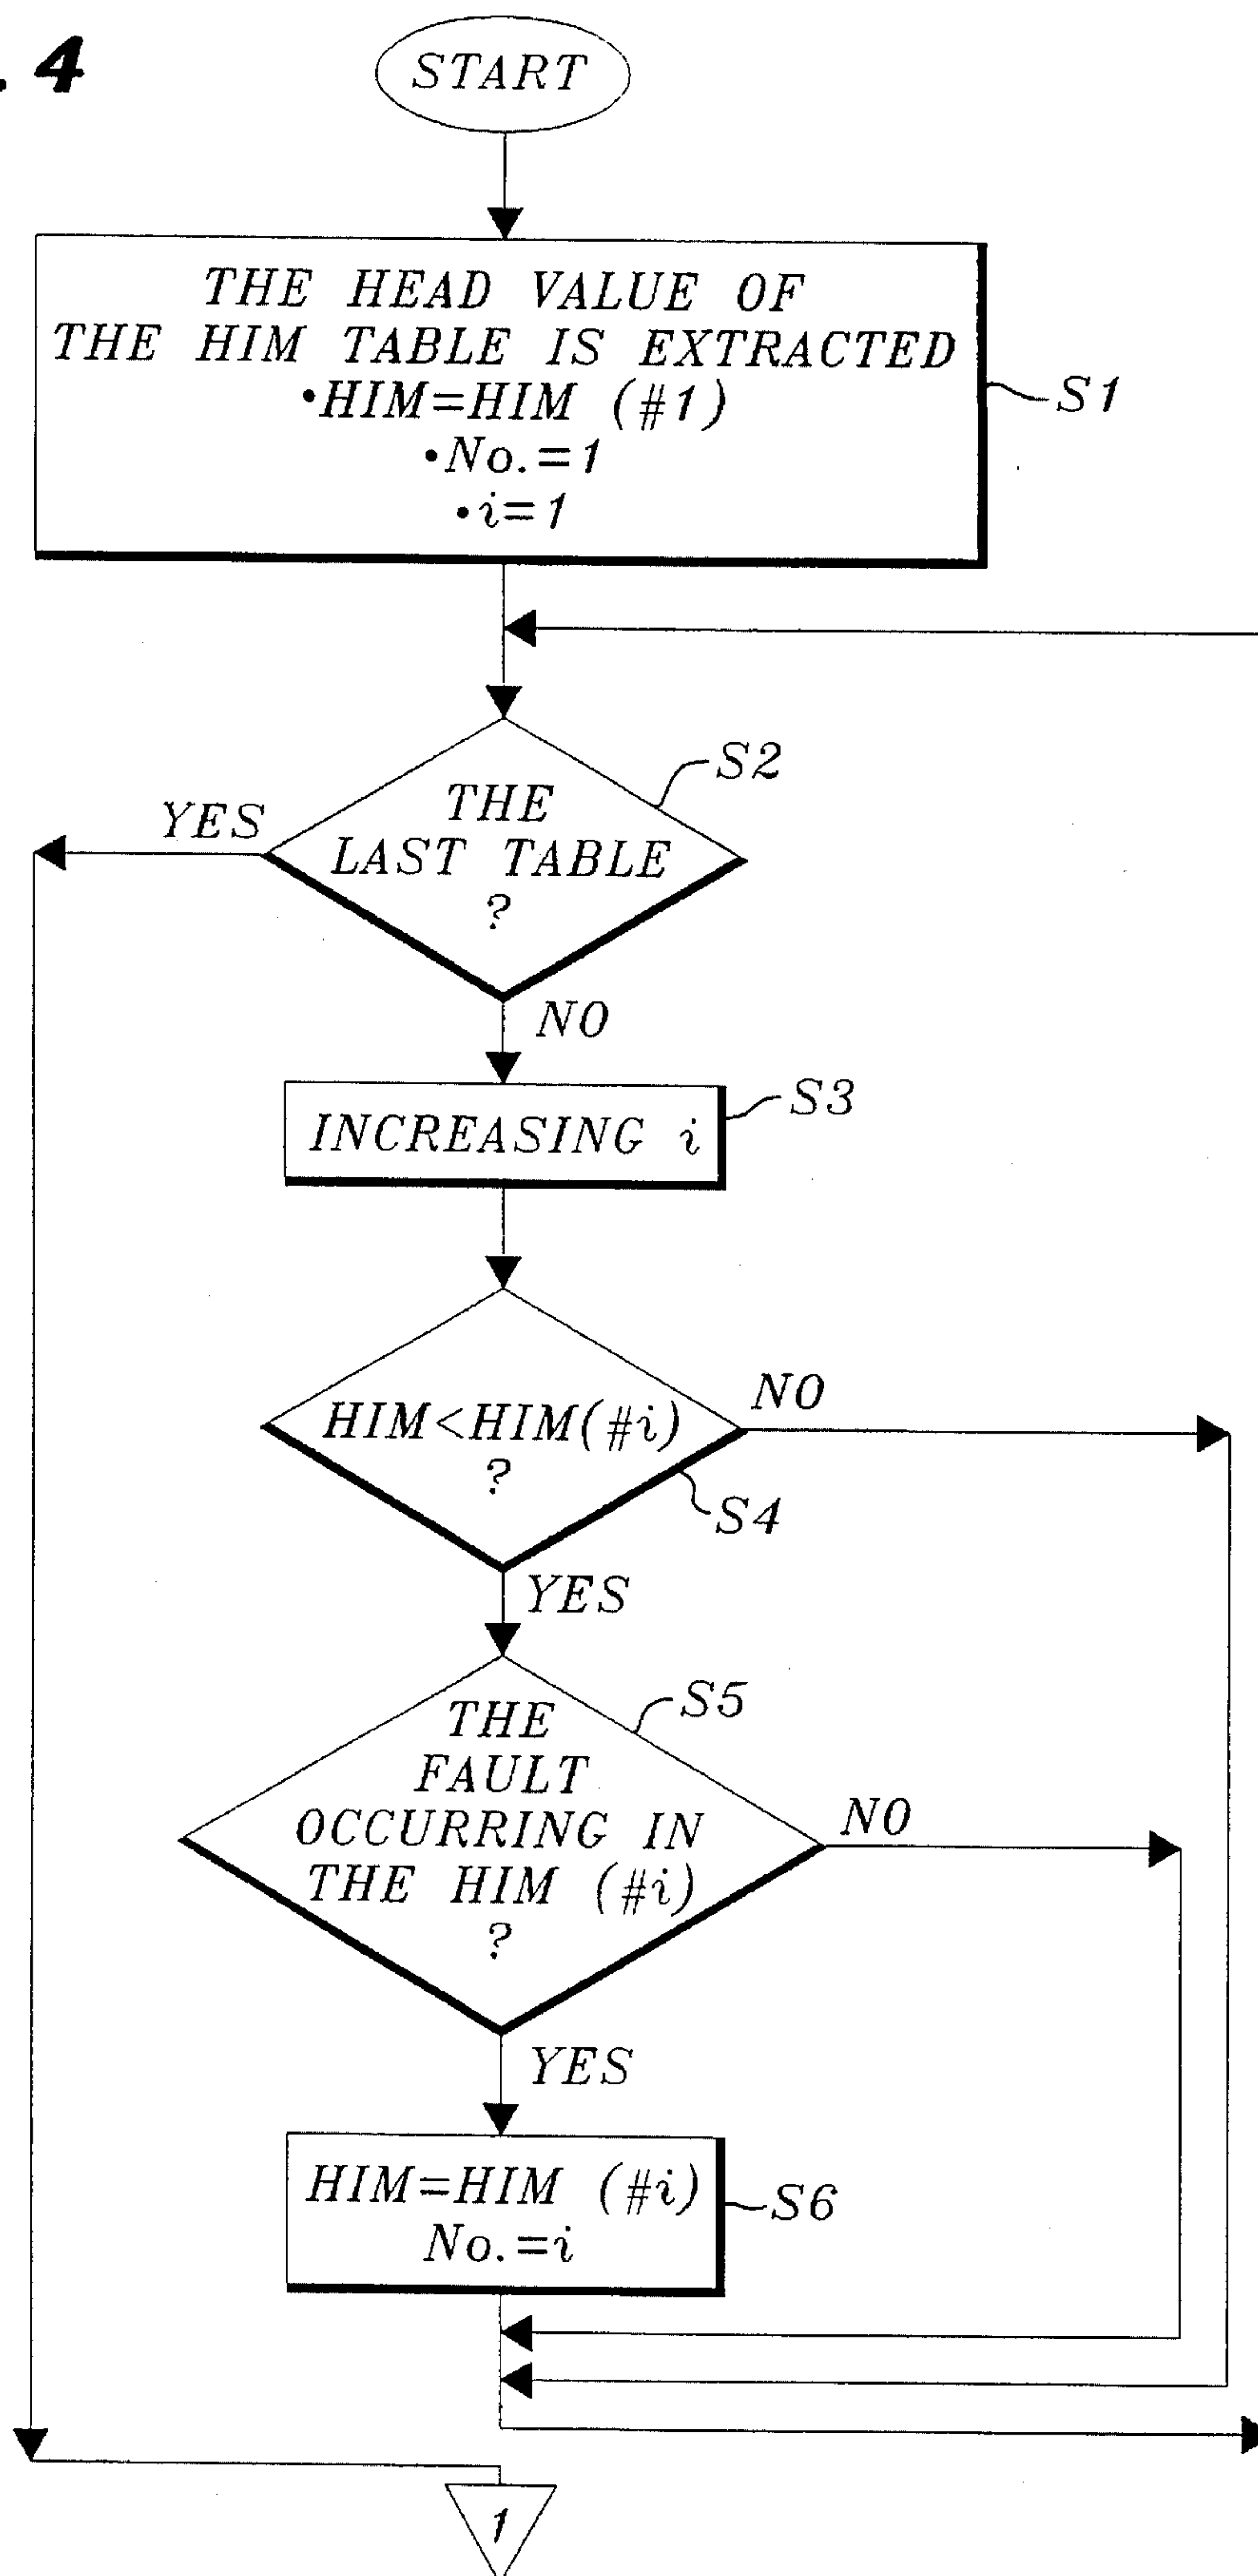 . 4
START
THE HEAD VALUE OF
THE HIM TABLE IS EXTRACTED
•HIM=HIM (#1)
•No.=1
•i=1
S1
S2
THE
LAST TABLE
?
YES
NO
INCREASING i
S3
HIM<HIM(#i)
?
NO
S4
YES
S5
THE
FAULT
OCCURRING IN
THE HIM (#i)
?
NO
YES
HIM=HIM (#i)
No.=i
S6
1